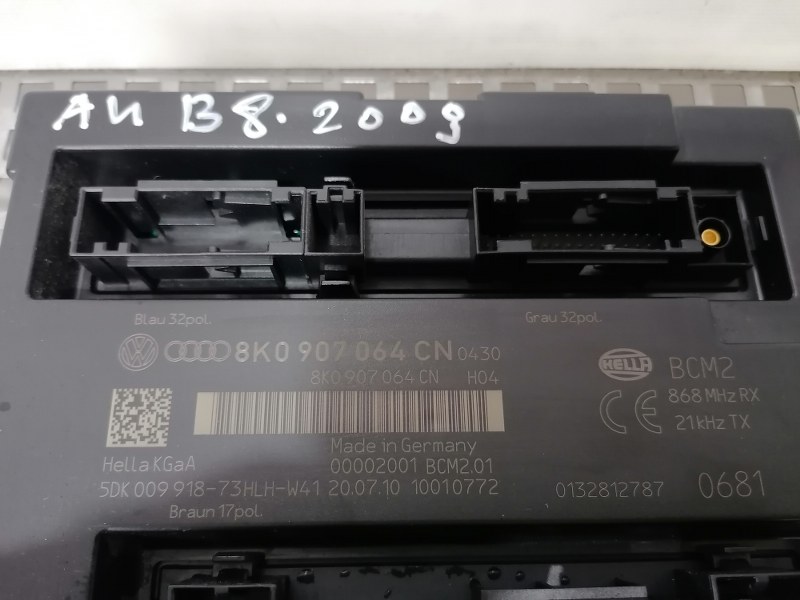 AU B8. 2009
Blau 32pol.
Grau 32pol.
8K0 907 064 CN 0430
8K0 907 064 CN H04
HELLA BCM2
868 MHz RX
CE 21kHz TX
Made in Germany
Hella KGaA 00002001 BCM2.01
5DK 009 918-73HLH-W41 20.07.10 10010772 0132812787 0681
Braun 17pol.